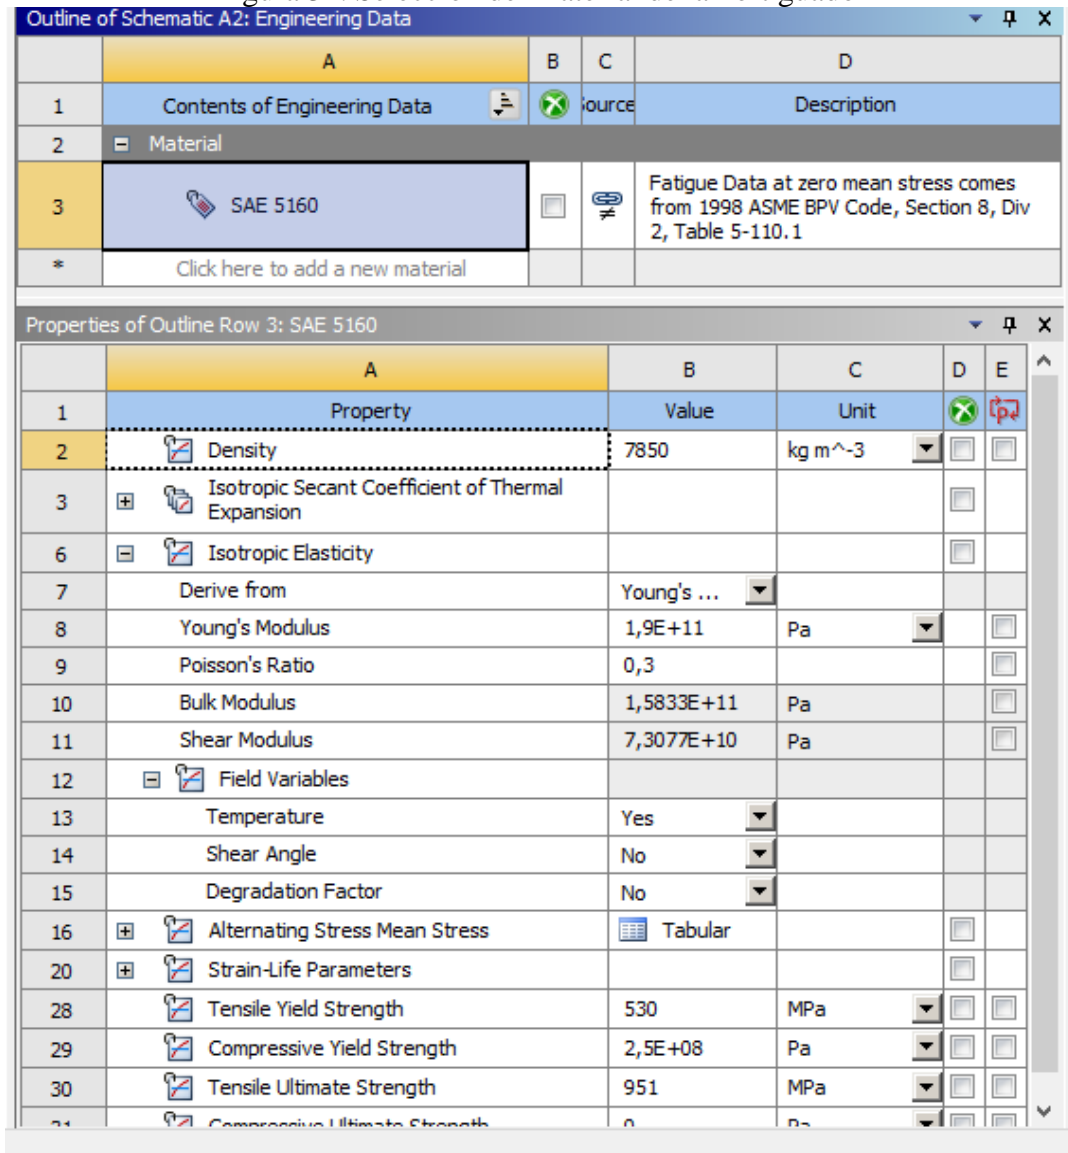 Outline of Schematic A2: Engineering Data
A B C D
1 Contents of Engineering Data Source Description
2 Material
3 SAE 5160 Fatigue Data at zero mean stress comes
from 1998 ASME BPV Code, Section 8, Div
2, Table 5-110.1
* Click here to add a new material
Properties of Outline Row 3: SAE 5160
A B C D E
1 Property Value Unit
2 Density 7850 kg m^-3
3 Isotropic Secant Coefficient of Thermal
Expansion
6 Isotropic Elasticity
7 Derive from Young's ...
8 Young's Modulus 1,9E+11 Pa
9 Poisson's Ratio 0,3
10 Bulk Modulus 1,5833E+11 Pa
11 Shear Modulus 7,3077E+10 Pa
12 Field Variables
13 Temperature Yes
14 Shear Angle No
15 Degradation Factor No
16 Alternating Stress Mean Stress Tabular
20 Strain-Life Parameters
28 Tensile Yield Strength 530 MPa
29 Compressive Yield Strength 2,5E+08 Pa
30 Tensile Ultimate Strength 951 MPa
31 Compressive Ultimate Strength 0 Pa